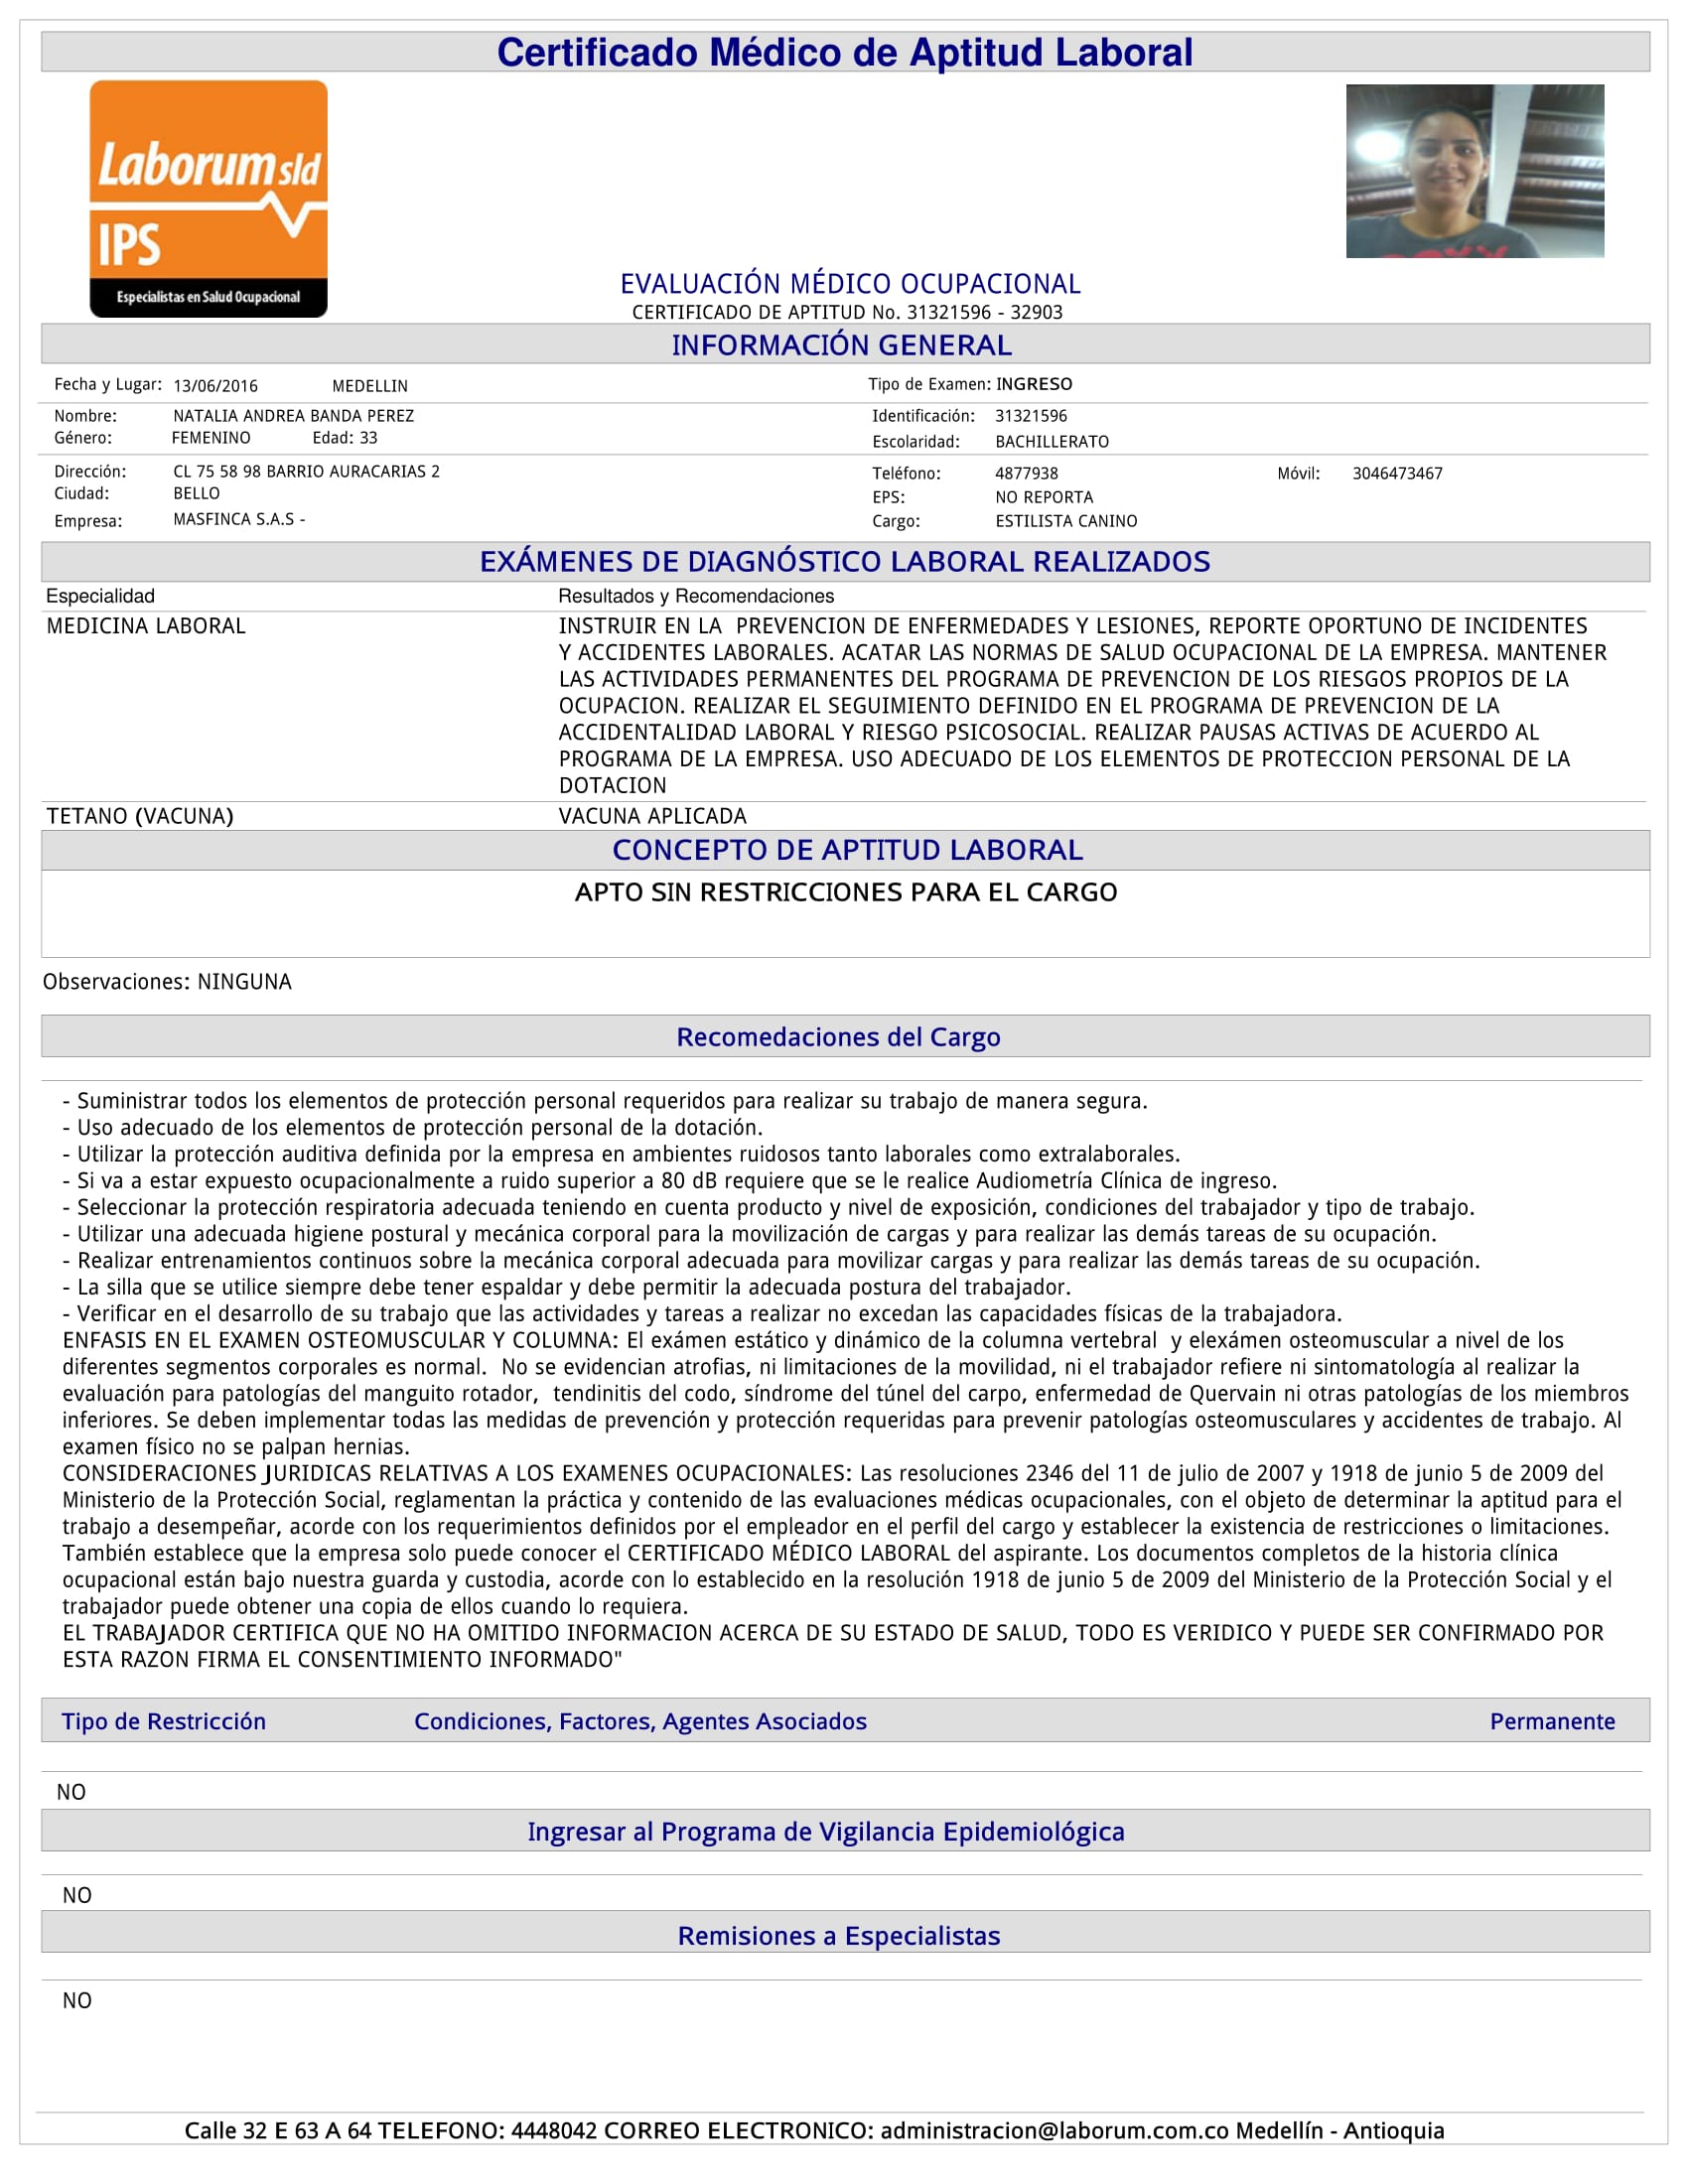 Certificado Médico de Aptitud Laboral
Laborum sld
IPS
Especialistas en Salud Ocupacional
EVALUACIÓN MÉDICO OCUPACIONAL
CERTIFICADO DE APTITUD No. 31321596 - 32903
INFORMACIÓN GENERAL
Fecha y Lugar: 13/06/2016 MEDELLIN Tipo de Examen: INGRESO
Nombre: NATALIA ANDREA BANDA PEREZ Identificación: 31321596
Género: FEMENINO Edad: 33 Escolaridad: BACHILLERATO
Dirección: CL 75 58 98 BARRIO AURACARIAS 2 Teléfono: 4877938 Móvil: 3046473467
Ciudad: BELLO EPS: NO REPORTA
Empresa: MASFINCA S.A.S - Cargo: ESTILISTA CANINO
EXÁMENES DE DIAGNÓSTICO LABORAL REALIZADOS
Especialidad Resultados y Recomendaciones
MEDICINA LABORAL INSTRUIR EN LA PREVENCION DE ENFERMEDADES Y LESIONES, REPORTE OPORTUNO DE INCIDENTES
Y ACCIDENTES LABORALES. ACATAR LAS NORMAS DE SALUD OCUPACIONAL DE LA EMPRESA. MANTENER
LAS ACTIVIDADES PERMANENTES DEL PROGRAMA DE PREVENCION DE LOS RIESGOS PROPIOS DE LA
OCUPACION. REALIZAR EL SEGUIMIENTO DEFINIDO EN EL PROGRAMA DE PREVENCION DE LA
ACCIDENTALIDAD LABORAL Y RIESGO PSICOSOCIAL. REALIZAR PAUSAS ACTIVAS DE ACUERDO AL
PROGRAMA DE LA EMPRESA. USO ADECUADO DE LOS ELEMENTOS DE PROTECCION PERSONAL DE LA
DOTACION
TETANO (VACUNA) VACUNA APLICADA
CONCEPTO DE APTITUD LABORAL
APTO SIN RESTRICCIONES PARA EL CARGO
Observaciones: NINGUNA
Recomedaciones del Cargo
- Suministrar todos los elementos de protección personal requeridos para realizar su trabajo de manera segura.
- Uso adecuado de los elementos de protección personal de la dotación.
- Utilizar la protección auditiva definida por la empresa en ambientes ruidosos tanto laborales como extralaborales.
- Si va a estar expuesto ocupacionalmente a ruido superior a 80 dB requiere que se le realice Audiometría Clínica de ingreso.
- Seleccionar la protección respiratoria adecuada teniendo en cuenta producto y nivel de exposición, condiciones del trabajador y tipo de trabajo.
- Utilizar una adecuada higiene postural y mecánica corporal para la movilización de cargas y para realizar las demás tareas de su ocupación.
- Realizar entrenamientos continuos sobre la mecánica corporal adecuada para movilizar cargas y para realizar las demás tareas de su ocupación.
- La silla que se utilice siempre debe tener espaldar y debe permitir la adecuada postura del trabajador.
- Verificar en el desarrollo de su trabajo que las actividades y tareas a realizar no excedan las capacidades físicas de la trabajadora.
ENFASIS EN EL EXAMEN OSTEOMUSCULAR Y COLUMNA: El exámen estático y dinámico de la columna vertebral y elexámen osteomuscular a nivel de los
diferentes segmentos corporales es normal. No se evidencian atrofias, ni limitaciones de la movilidad, ni el trabajador refiere ni sintomatología al realizar la
evaluación para patologías del manguito rotador, tendinitis del codo, síndrome del túnel del carpo, enfermedad de Quervain ni otras patologías de los miembros
inferiores. Se deben implementar todas las medidas de prevención y protección requeridas para prevenir patologías osteomusculares y accidentes de trabajo. Al
examen físico no se palpan hernias.
CONSIDERACIONES JURIDICAS RELATIVAS A LOS EXAMENES OCUPACIONALES: Las resoluciones 2346 del 11 de julio de 2007 y 1918 de junio 5 de 2009 del
Ministerio de la Protección Social, reglamentan la práctica y contenido de las evaluaciones médicas ocupacionales, con el objeto de determinar la aptitud para el
trabajo a desempeñar, acorde con los requerimientos definidos por el empleador en el perfil del cargo y establecer la existencia de restricciones o limitaciones.
También establece que la empresa solo puede conocer el CERTIFICADO MÉDICO LABORAL del aspirante. Los documentos completos de la historia clínica
ocupacional están bajo nuestra guarda y custodia, acorde con lo establecido en la resolución 1918 de junio 5 de 2009 del Ministerio de la Protección Social y el
trabajador puede obtener una copia de ellos cuando lo requiera.
EL TRABAJADOR CERTIFICA QUE NO HA OMITIDO INFORMACION ACERCA DE SU ESTADO DE SALUD, TODO ES VERIDICO Y PUEDE SER CONFIRMADO POR
ESTA RAZON FIRMA EL CONSENTIMIENTO INFORMADO"
Tipo de Restricción Condiciones, Factores, Agentes Asociados Permanente
NO
Ingresar al Programa de Vigilancia Epidemiológica
NO
Remisiones a Especialistas
NO
Calle 32 E 63 A 64 TELEFONO: 4448042 CORREO ELECTRONICO: administracion@laborum.com.co Medellín - Antioquia